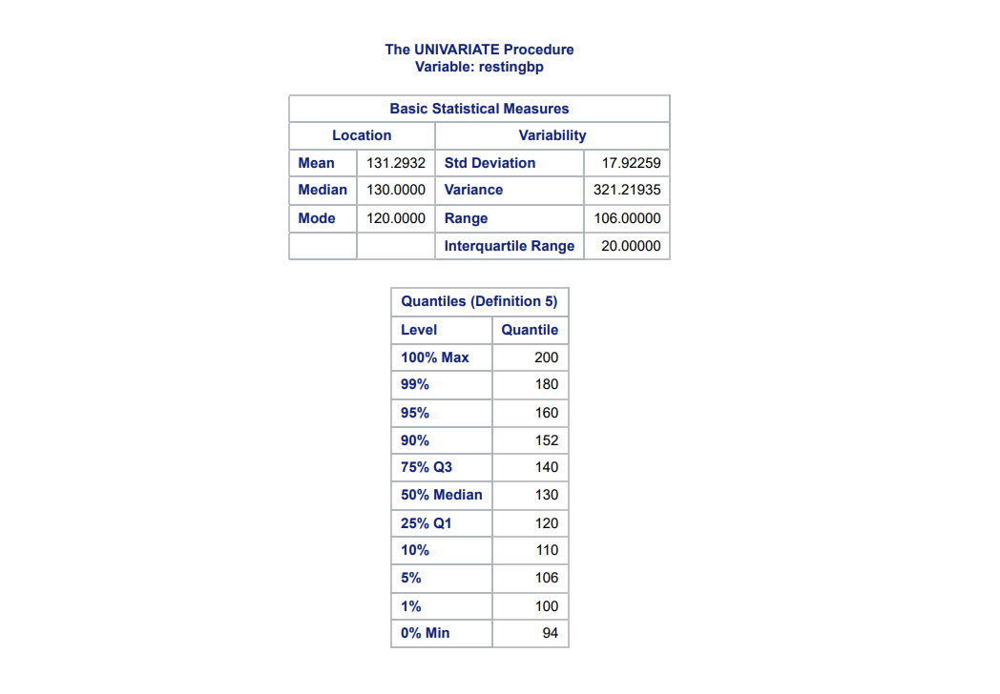 The UNIVARIATE Procedure
Variable: restingbp
Basic Statistical Measures
Location Variability
Mean 131.2932 Std Deviation 17.92259
Median 130.0000 Variance 321.21935
Mode 120.0000 Range 106.00000
Interquartile Range 20.00000
Quantiles (Definition 5)
Level Quantile
100% Max 200
99% 180
95% 160
90% 152
75% Q3 140
50% Median 130
25% Q1 120
10% 110
5% 106
1% 100
0% Min 94